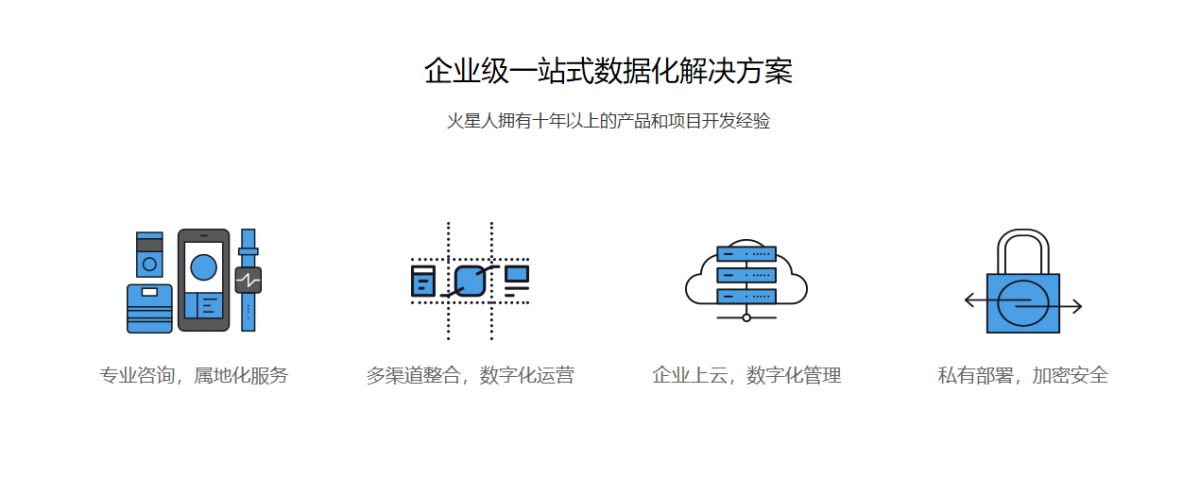 企业级一站式数据化解决方案
火星人拥有十年以上的产品和项目开发经验
专业咨询，属地化服务
多渠道整合，数字化运营
企业上云，数字化管理
私有部署，加密安全